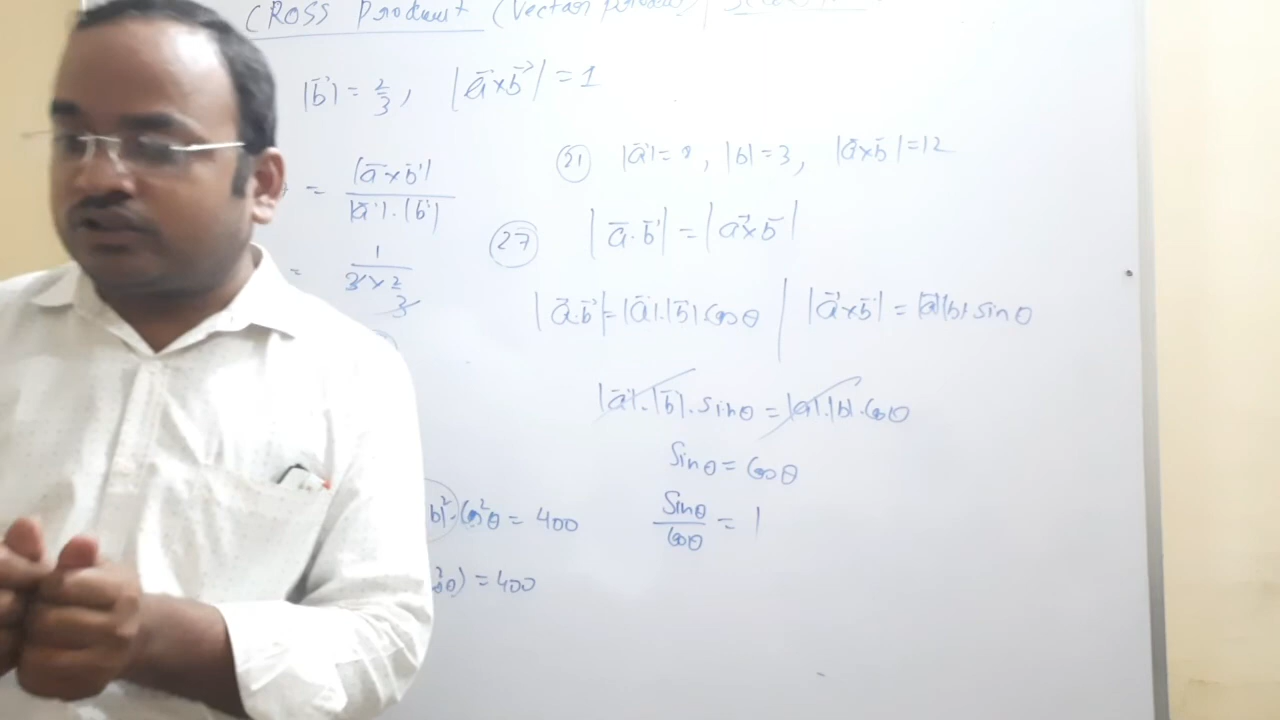 CROSS Product (Vector
|b⃗| = 2/3, |a⃗×b⃗| = 1
= |a⃗×b⃗| / |a⃗|.|b⃗|
= 1 / 3×2/3
(21) |a⃗|= 8, |b|=3, |a⃗×b⃗|=12
(27) |a⃗.b⃗| = |a⃗×b⃗|
|a⃗.b⃗|=|a⃗|.|b⃗| cosθ | |a⃗×b⃗| = |a⃗||b| sinθ
|a⃗|.|b⃗|.sinθ = |a|.|b|.cosθ
sinθ = cosθ
sinθ/cosθ = 1
b|².cos²θ = 400
= 400